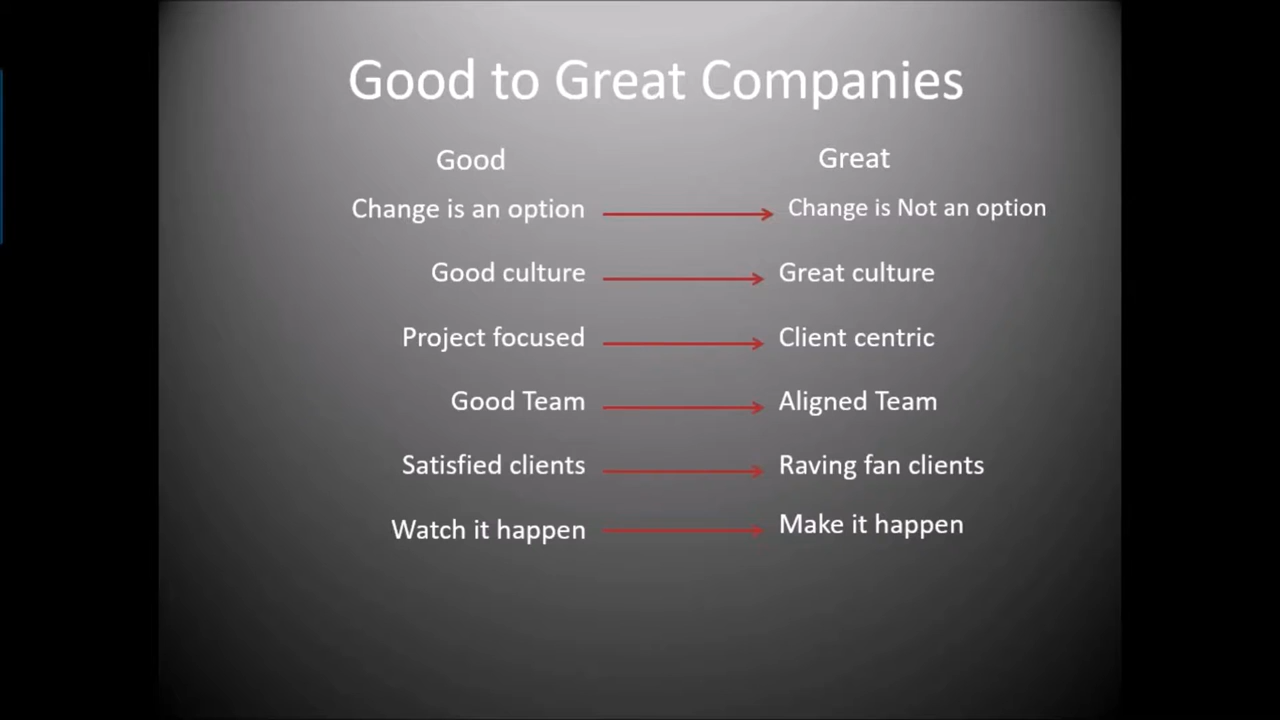 Good to Great Companies
Good Great
Change is an option Change is Not an option
Good culture Great culture
Project focused Client centric
Good Team Aligned Team
Satisfied clients Raving fan clients
Watch it happen Make it happen